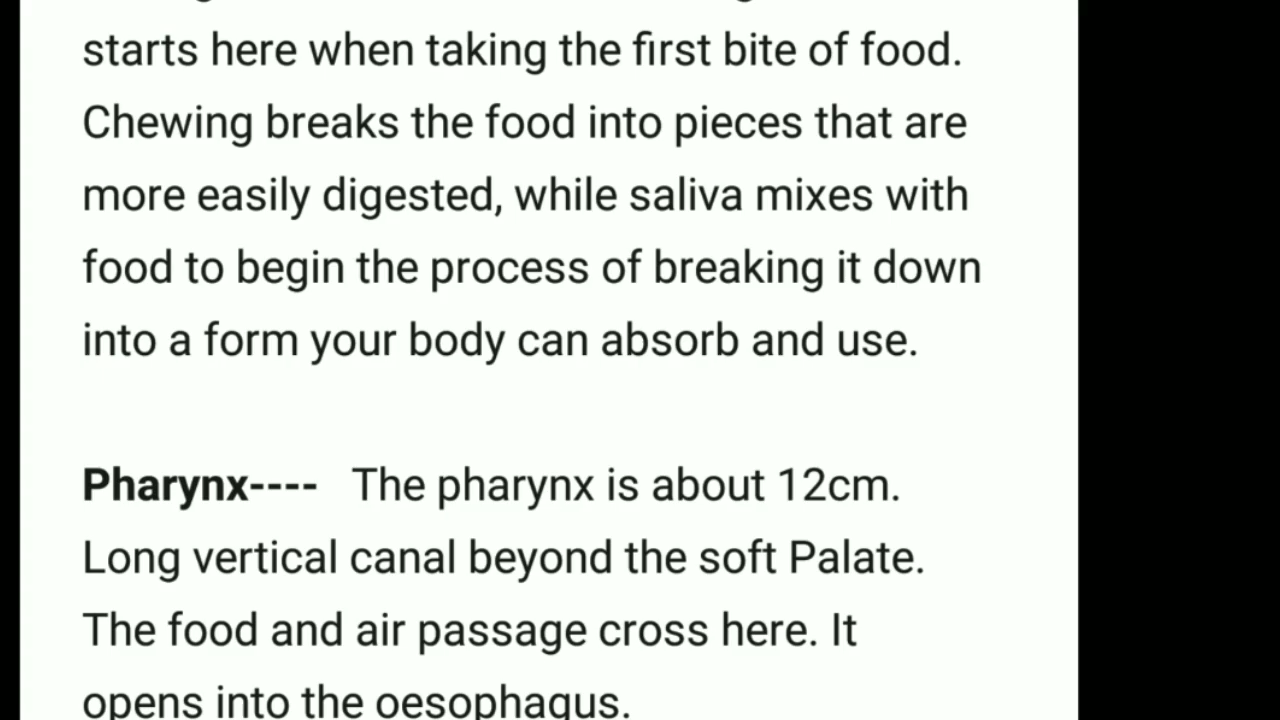 starts here when taking the first bite of food.
Chewing breaks the food into pieces that are
more easily digested, while saliva mixes with
food to begin the process of breaking it down
into a form your body can absorb and use.
Pharynx---- The pharynx is about 12cm.
Long vertical canal beyond the soft Palate.
The food and air passage cross here. It
opens into the oesophagus.